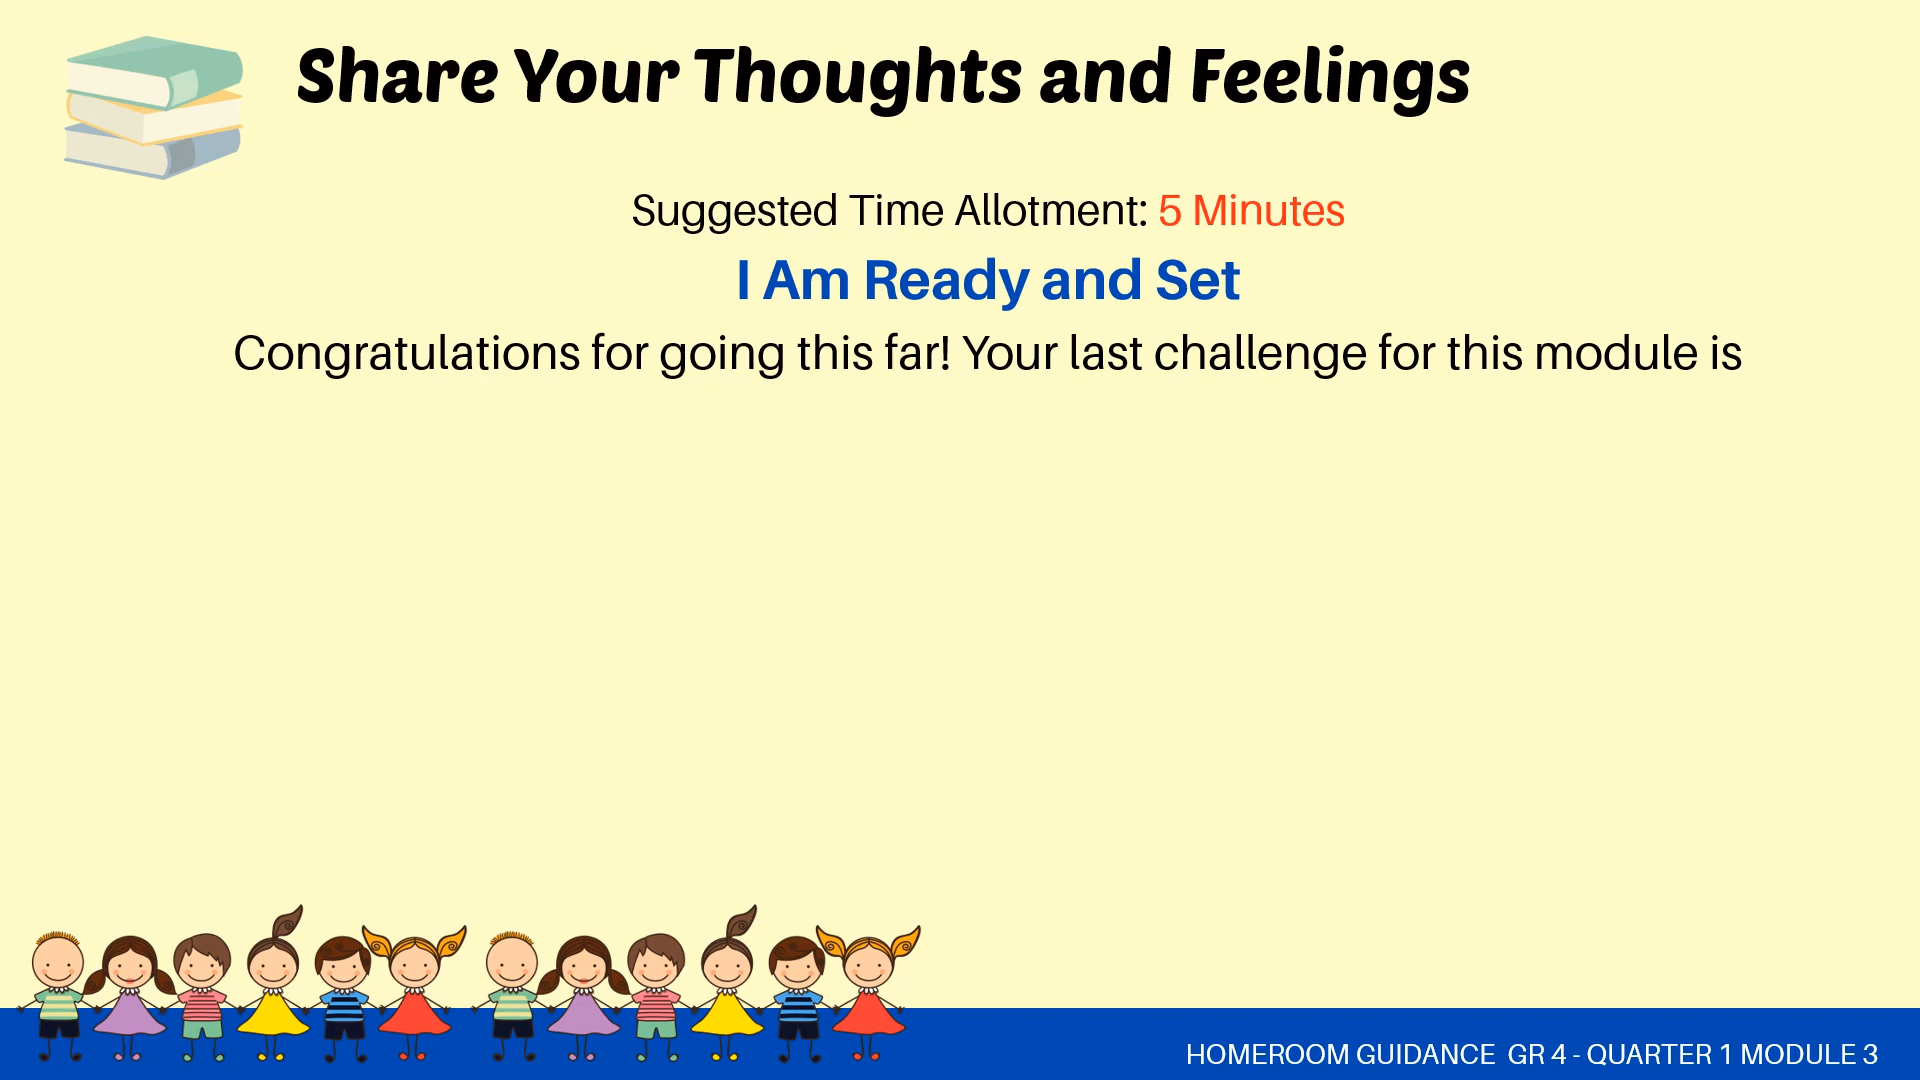 Share Your Thoughts and Feelings
Suggested Time Allotment: 5 Minutes
I Am Ready and Set
Congratulations for going this far! Your last challenge for this module is
HOMEROOM GUIDANCE  GR 4 - QUARTER 1 MODULE 3